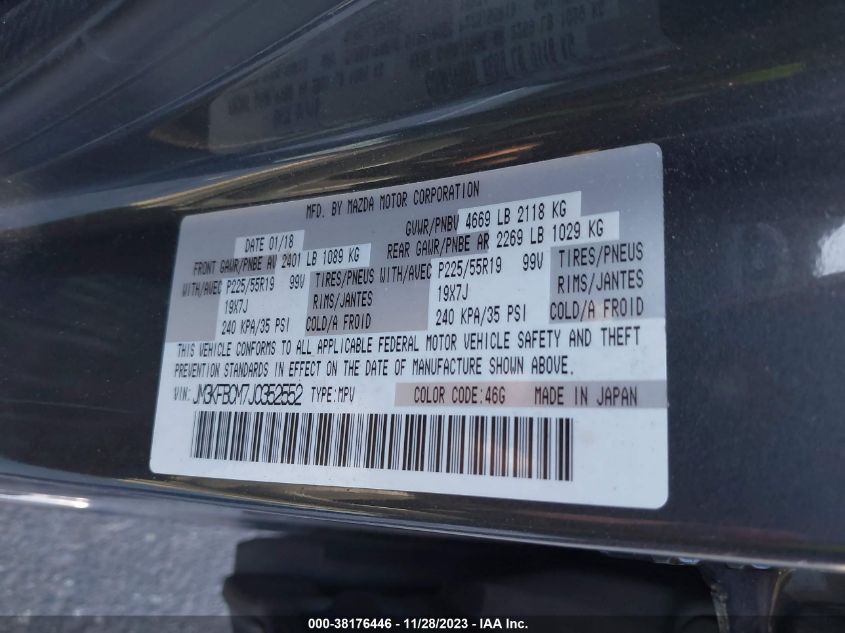 MFD. BY MAZDA MOTOR CORPORATION
DATE 01/18 GVWR/PNBV 4669 LB 2118 KG
FRONT GAWR/PNBE AV 2401 LB 1089 KG REAR GAWR/PNBE AR 2269 LB 1029 KG
WITH/AVEC P225/55R19 99V TIRES/PNEUS WITH/AVEC P225/55R19 99V TIRES/PNEUS
19X7J RIMS/JANTES 19X7J RIMS/JANTES
240 KPA/35 PSI COLD/A FROID 240 KPA/35 PSI COLD/A FROID
THIS VEHICLE CONFORMS TO ALL APPLICABLE FEDERAL MOTOR VEHICLE SAFETY AND THEFT
PREVENTION STANDARDS IN EFFECT ON THE DATE OF MANUFACTURE SHOWN ABOVE.
VIN: JM3KFBCM7J0352552 TYPE:MPV COLOR CODE:46G MADE IN JAPAN
000-38176446 - 11/28/2023 - IAA Inc.